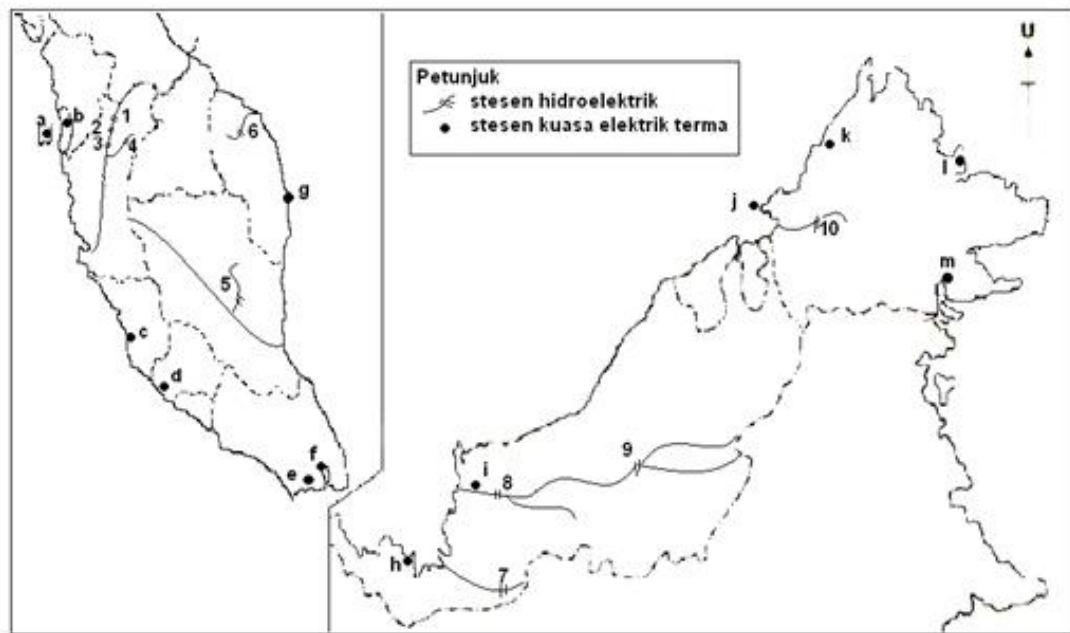 U
Petunjuk
stesen hidroelektrik
stesen kuasa elektrik terma
a
b
1
2
3
4
6
g
5
c
d
f
e
k
l
j
10
m
9
i
8
h
7